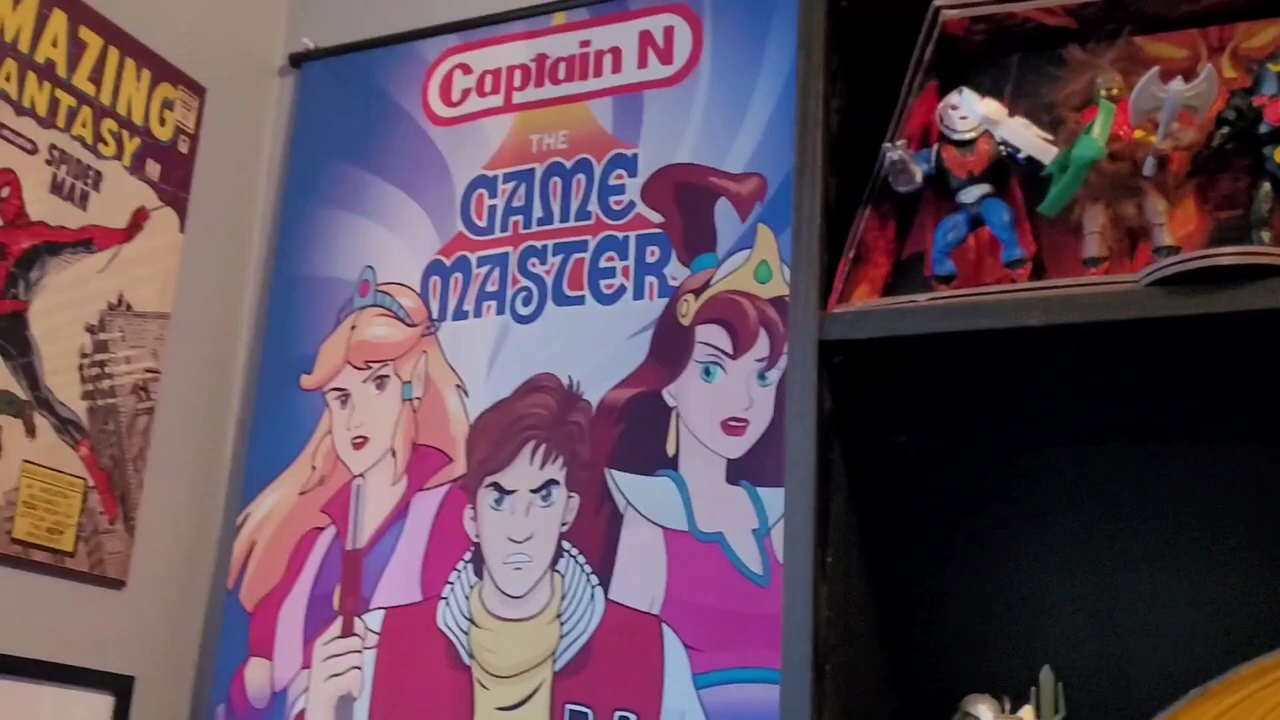 MAZING
ANTASY
SPIDER
MAN
Captain N
THE
GAME
MASTER
N